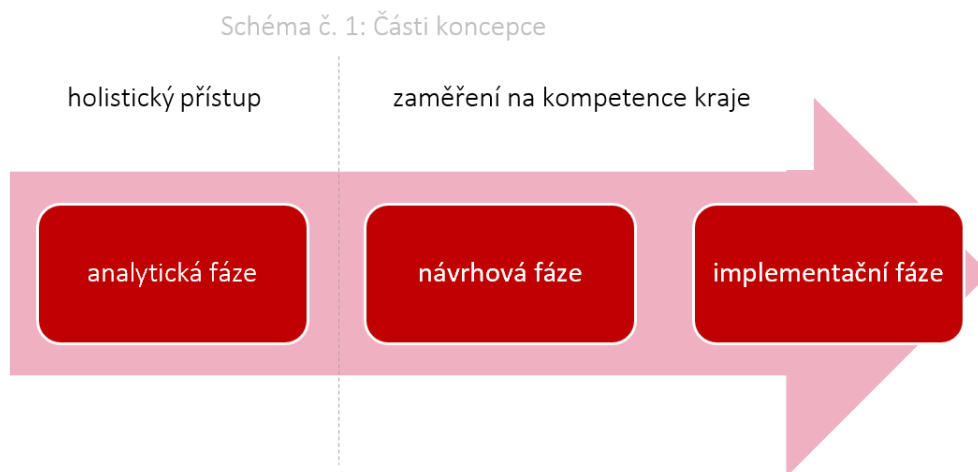 Schéma č. 1: Části koncepce
holistický přístup
zaměření na kompetence kraje
analytická fáze
návrhová fáze
implementační fáze